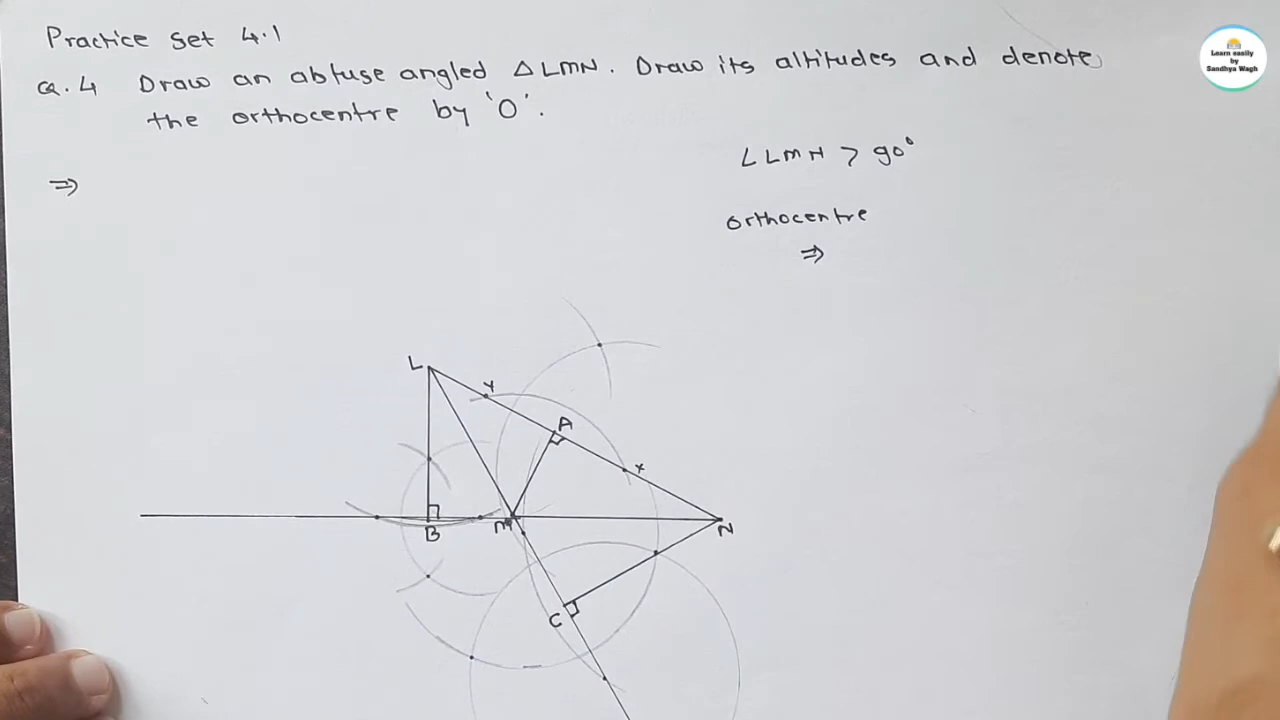 Practice set 4.1
Learn easily
by
Sandhya Wagh
Q.4 Draw an abtuse angled △LMN. Draw its altitudes and denote
the orthocentre by 'O'.
∠LMN > 90°
⇒
orthocentre
⇒
L
Y
A
X
B
M
N
C